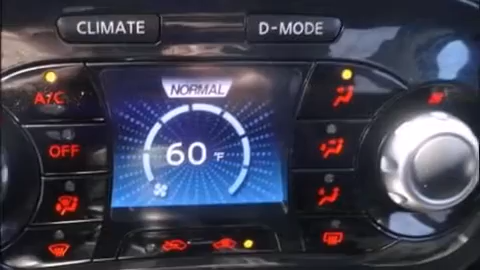 CLIMATE
D-MODE
NORMAL
A/C
OFF
60 °F